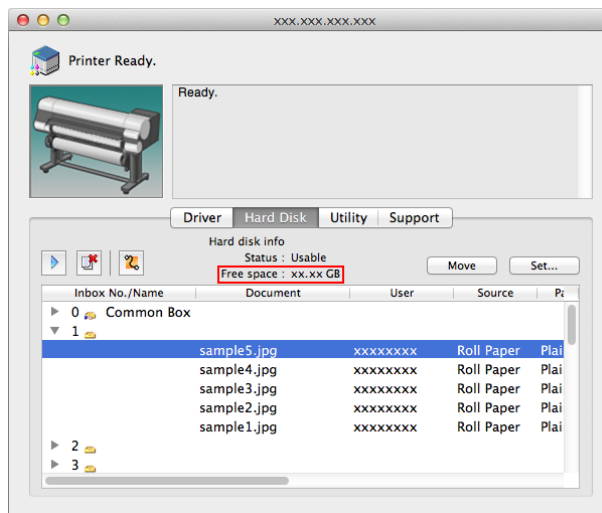 xxx.xxx.xxx.xxx
Printer Ready.
Ready.
Driver Hard Disk Utility Support
Hard disk info
Status : Usable
Free space : xx.xx GB
Move Set...
Inbox No./Name Document User Source Pa
0 Common Box
1
sample5.jpg xxxxxxxx Roll Paper Plai
sample4.jpg xxxxxxxx Roll Paper Plai
sample3.jpg xxxxxxxx Roll Paper Plai
sample2.jpg xxxxxxxx Roll Paper Plai
sample1.jpg xxxxxxxx Roll Paper Plai
2
3